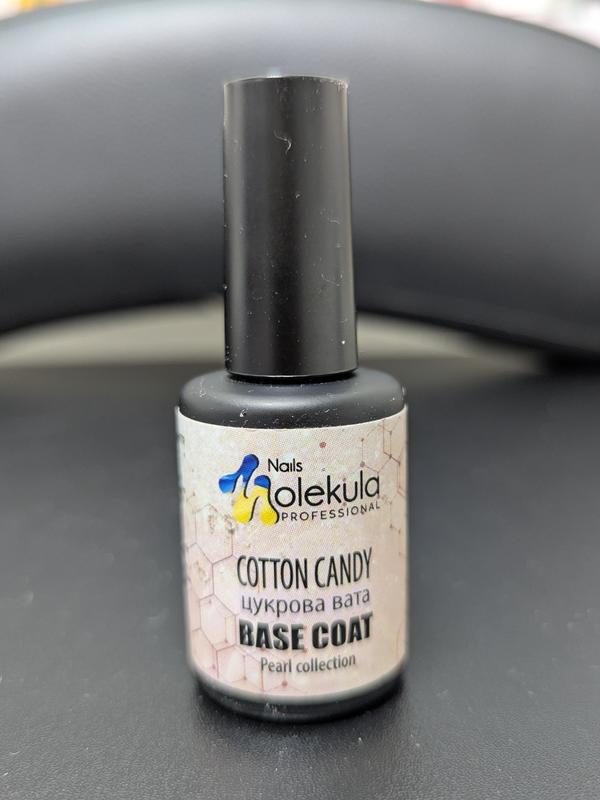 Nails
Molekula
PROFESSIONAL
COTTON CANDY
цукрова вата
BASE COAT
Pearl collection